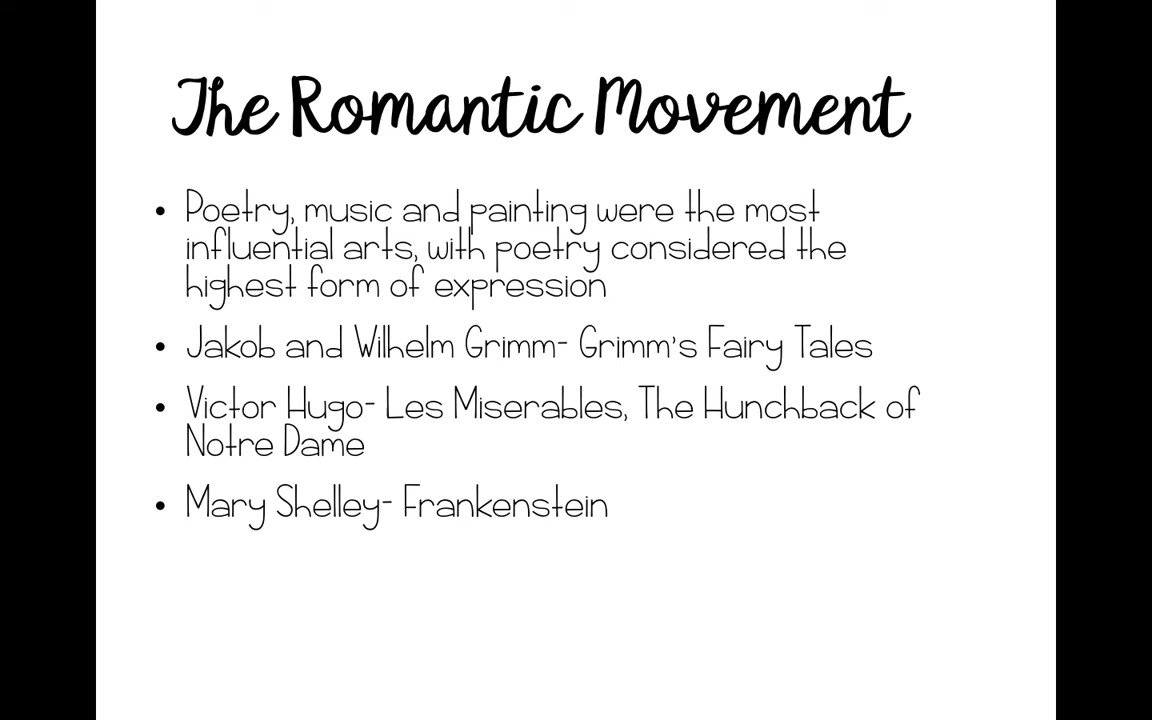 The Romantic Movement
• Poetry, music and painting were the most
influential arts, with poetry considered the
highest form of expression
• Jakob and Wilhelm Grimm- Grimm's Fairy Tales
• Victor Hugo- Les Miserables, The Hunchback of
Notre Dame
• Mary Shelley- Frankenstein